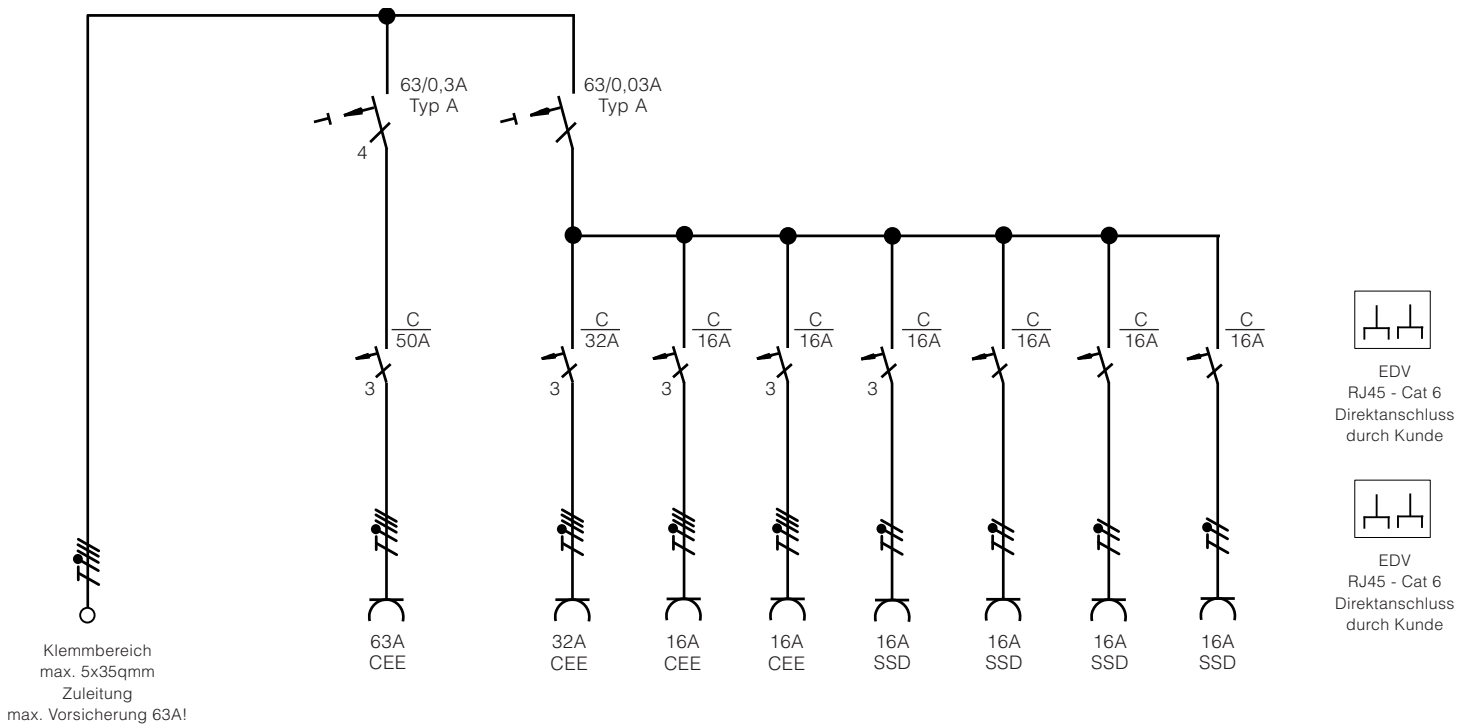 63/0,3A
Typ A
4
63/0,03A
Typ A
C
50A
3
C
32A
3
C
16A
3
C
16A
3
C
16A
3
C
16A
C
16A
C
16A
Klemmbereich
max. 5x35qmm
Zuleitung
max. Vorsicherung 63A!
63A
CEE
32A
CEE
16A
CEE
16A
CEE
16A
SSD
16A
SSD
16A
SSD
16A
SSD
EDV
RJ45 - Cat 6
Direktanschluss
durch Kunde
EDV
RJ45 - Cat 6
Direktanschluss
durch Kunde